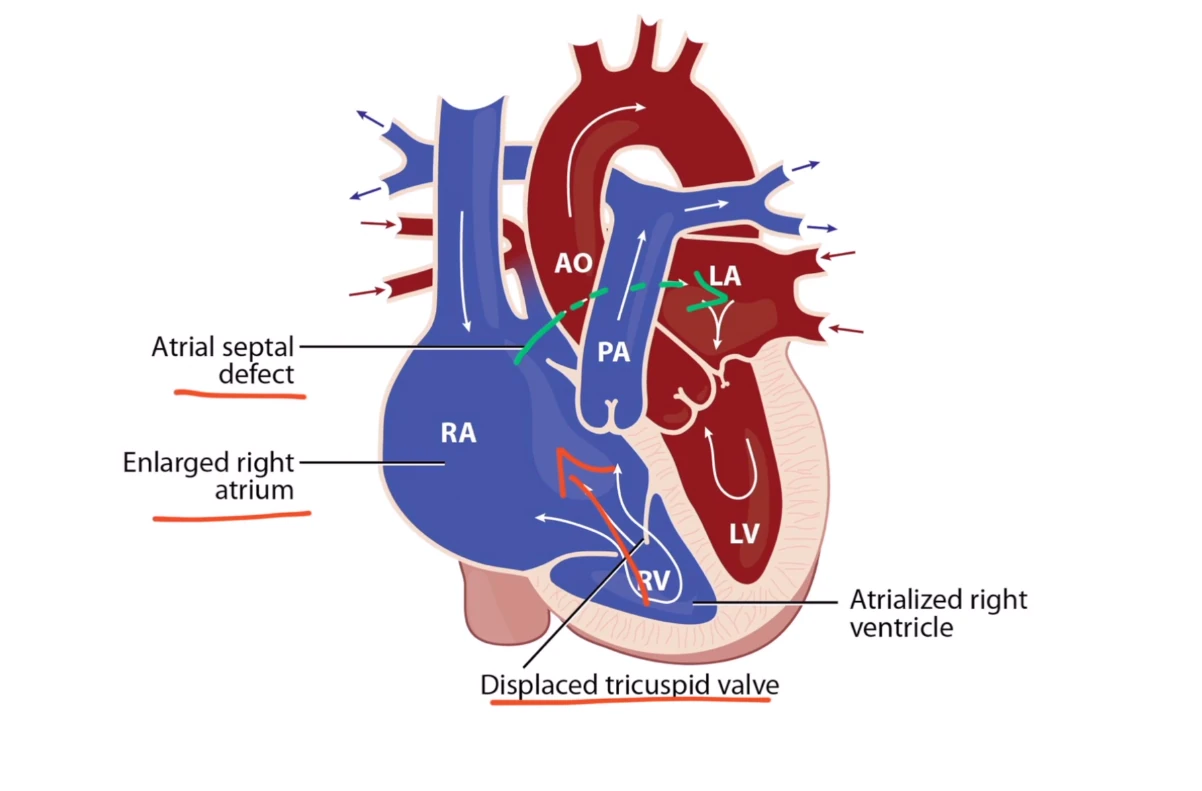 AO
LA
Atrial septal
defect
PA
RA
Enlarged right
atrium
LV
RV
Atrialized right
ventricle
Displaced tricuspid valve